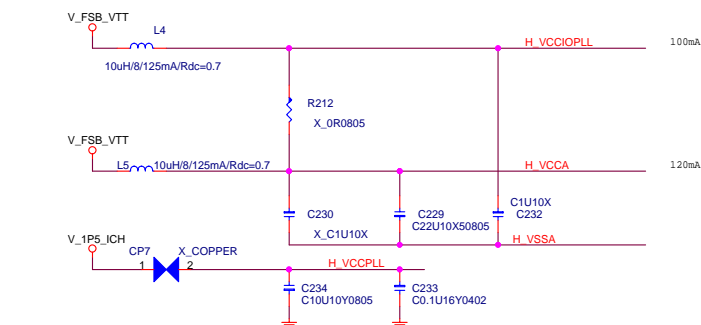 V_FSB_VTT
L4
H_VCCIOPLL
100mA
10uH/8/125mA/Rdc=0.7
R212
X_0R0805
V_FSB_VTT
L5
10uH/8/125mA/Rdc=0.7
H_VCCA
120mA
C230
X_C1U10X
C229
C22U10X50805
C1U10X
C232
H_VSSA
V_1P5_ICH
CP7
X_COPPER
1
2
H_VCCPLL
C234
C10U10Y0805
C233
C0.1U16Y0402